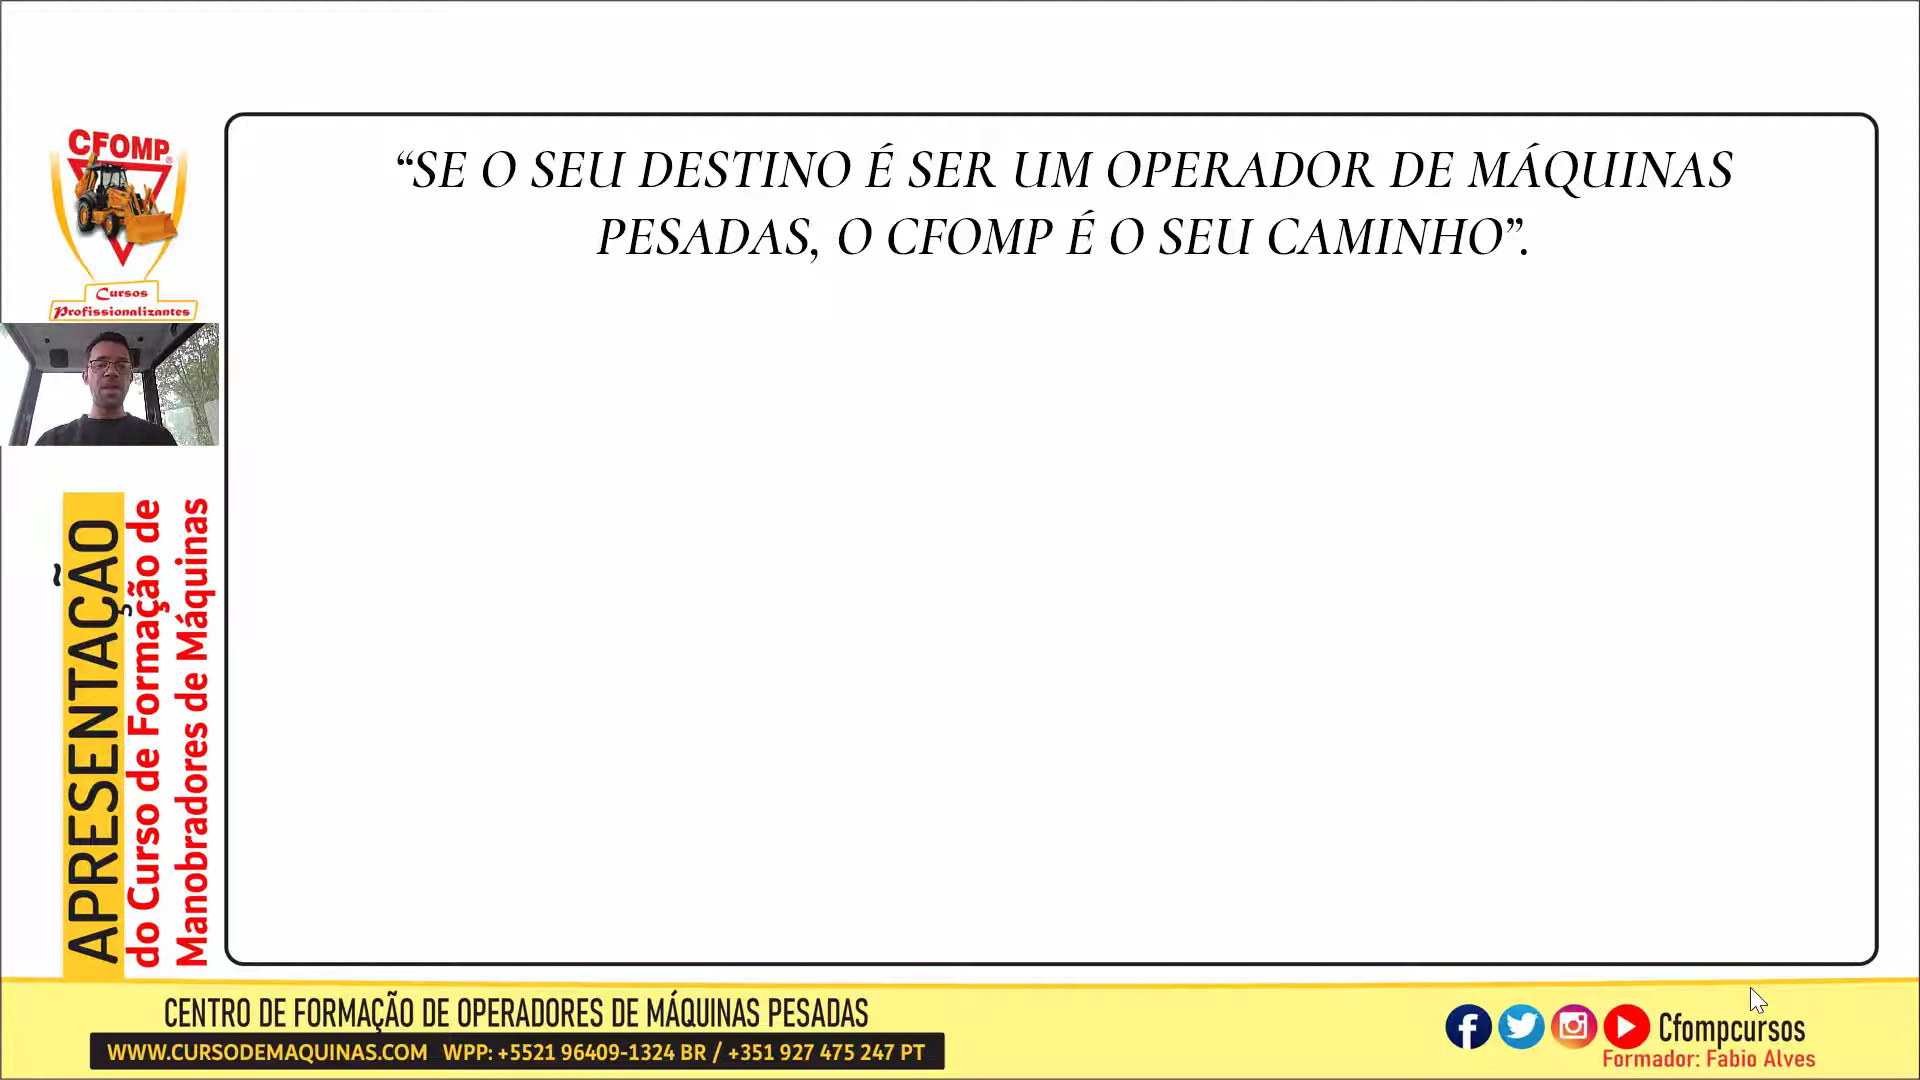 CFOMP
®
Cursos
Profissionalizantes
“SE O SEU DESTINO É SER UM OPERADOR DE MÁQUINAS
PESADAS, O CFOMP É O SEU CAMINHO”.
APRESENTAÇÃO
do Curso de Formação de
Manobradores de Máquinas
CENTRO DE FORMAÇÃO DE OPERADORES DE MÁQUINAS PESADAS
WWW.CURSODEMAQUINAS.COM WPP: +5521 96409-1324 BR / +351 927 475 247 PT
Cfompcursos
Formador: Fabio Alves